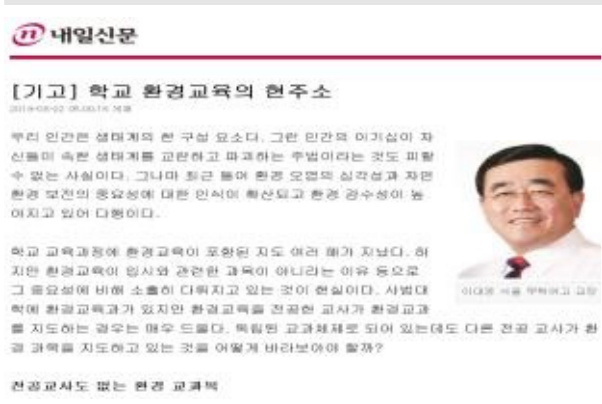 내일신문
[기고] 학교 환경교육의 현주소
우리 인간은 생태계의 한 구성 요소다. 그런 인간의 이기심이 자
신들이 속한 생태계를 교란하고 파괴하는 주범이라는 것도 피할
수 없는 사실이다. 그나마 최근 들어 환경 오염의 심각성과 자연
환경 보전의 중요성에 대한 인식이 확산되고 환경 감수성이 높
아지고 있어 다행이다.
학교 교육과정에 환경교육이 포함된 지도 여러 해가 지났다. 하
지만 환경교육이 입시와 관련한 과목이 아니라는 이유 등으로
그 중요성에 비해 소홀히 다뤄지고 있는 것이 현실이다. 사범대
학에 환경교육과가 있지만 환경교육을 전공한 교사가 환경교과
를 지도하는 경우는 매우 드물다. 독립된 교과체제로 되어 있는데도 다른 전공 교사가 환
경 과목을 지도하고 있는 것을 어떻게 바라보아야 할까?
이대영 서울 무학여고 교장
전공교사도 없는 환경 교과목